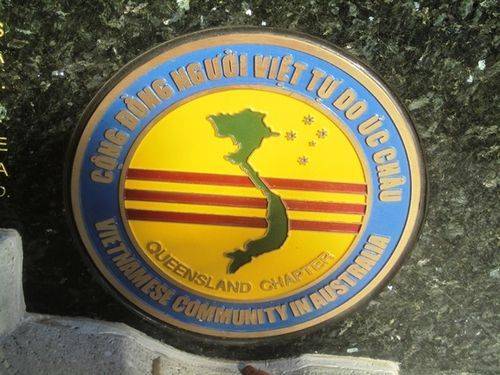 CỘNG ĐỒNG NGƯỜI VIỆT TỰ DO ÚC CHÂU
QUEENSLAND CHAPTER
VIETNAMESE COMMUNITY IN AUSTRALIA